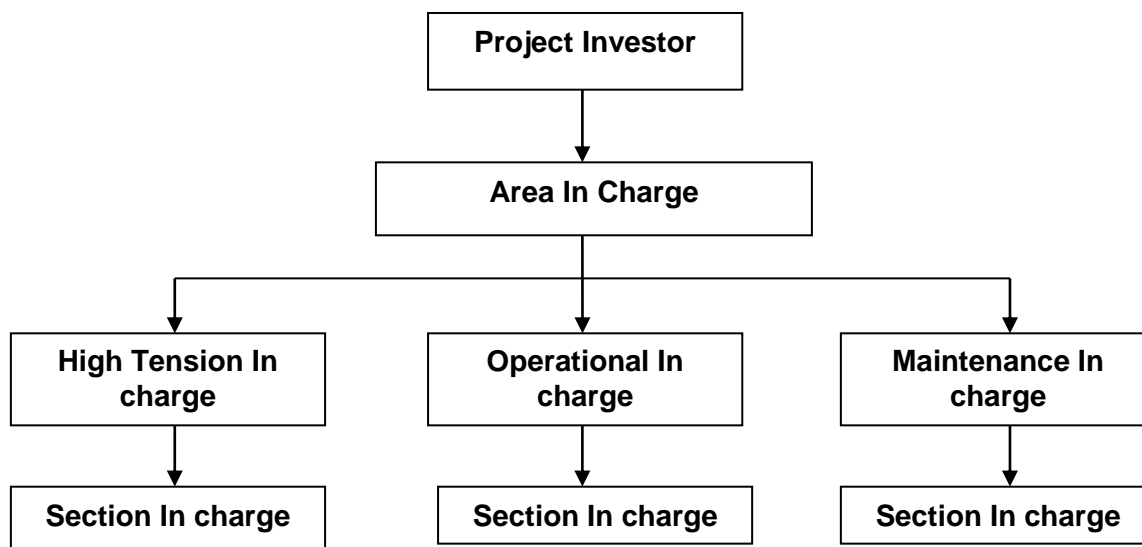 Project Investor
Area In Charge
High Tension In
charge
Operational In
charge
Maintenance In
charge
Section In charge
Section In charge
Section In charge